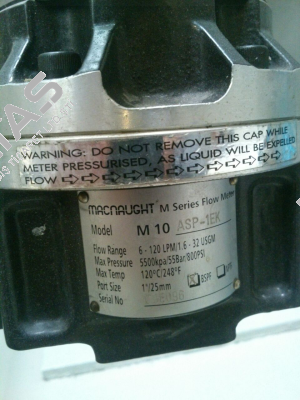 WARNING: DO NOT REMOVE THIS CAP WHILE
METER PRESSURISED, AS LIQUID WILL BE EXPELLED
FLOW ⇨⇨⇨⇨⇨⇨⇨⇨⇨⇨⇨⇨⇨
MACNAUGHT M Series Flow Meter
Model M 10 ASP-1EK
Flow Range 6 - 120 LPM/1.6 - 32 USGM
Max Pressure 5500kpa/55Bar/800PSI
Max Temp 120°C/248°F
Port Size 1"/25mm
BSPF
Serial No